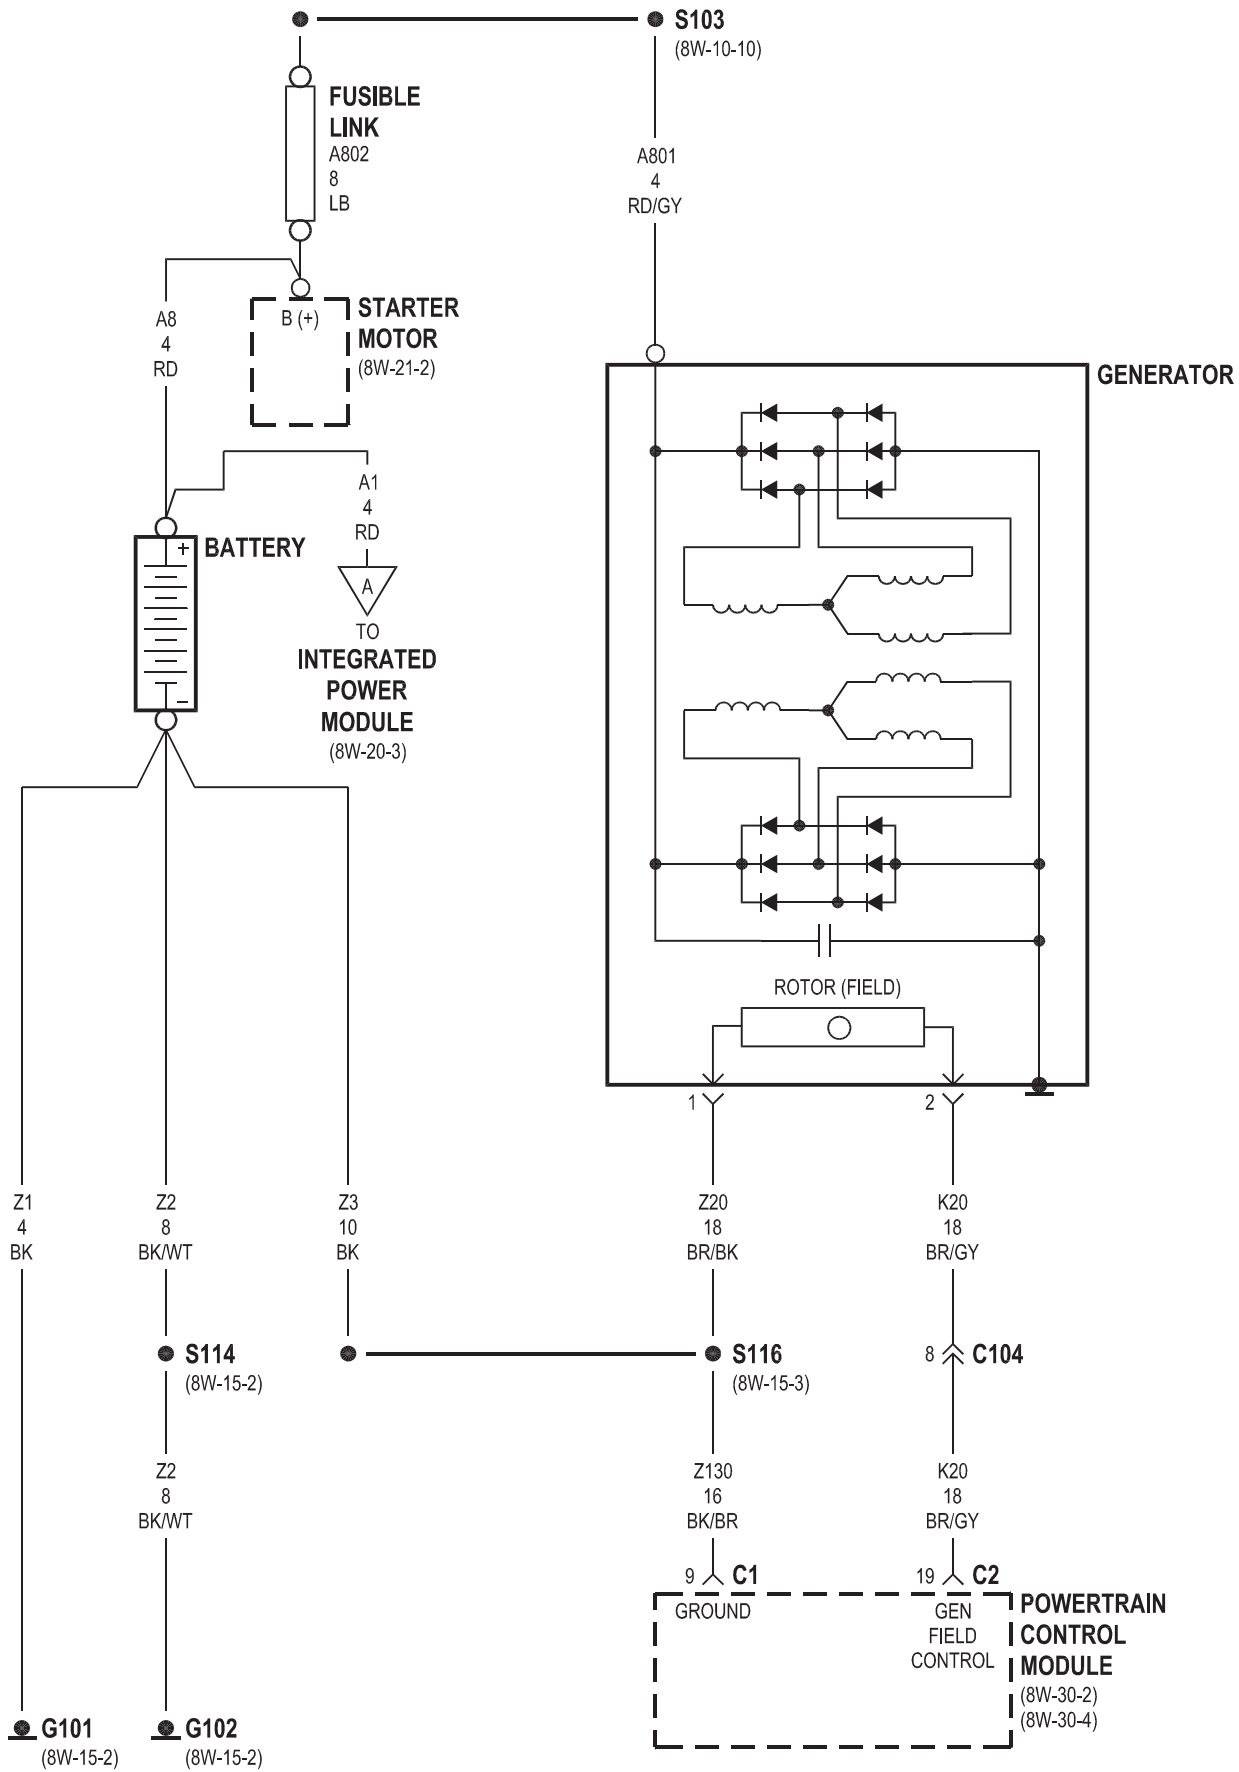 S103
(8W-10-10)
FUSIBLE
LINK
A802
8
LB
A801
4
RD/GY
A8
4
RD
B (+)
STARTER
MOTOR
(8W-21-2)
GENERATOR
A1
4
RD
+
BATTERY
–
A
TO
INTEGRATED
POWER
MODULE
(8W-20-3)
ROTOR (FIELD)
1
2
Z1
4
BK
Z2
8
BK/WT
Z3
10
BK
Z20
18
BR/BK
K20
18
BR/GY
S114
(8W-15-2)
S116
(8W-15-3)
8
C104
Z2
8
BK/WT
Z130
16
BK/BR
K20
18
BR/GY
9
C1
19
C2
GROUND
GEN
FIELD
CONTROL
POWERTRAIN
CONTROL
MODULE
(8W-30-2)
(8W-30-4)
G101
(8W-15-2)
G102
(8W-15-2)